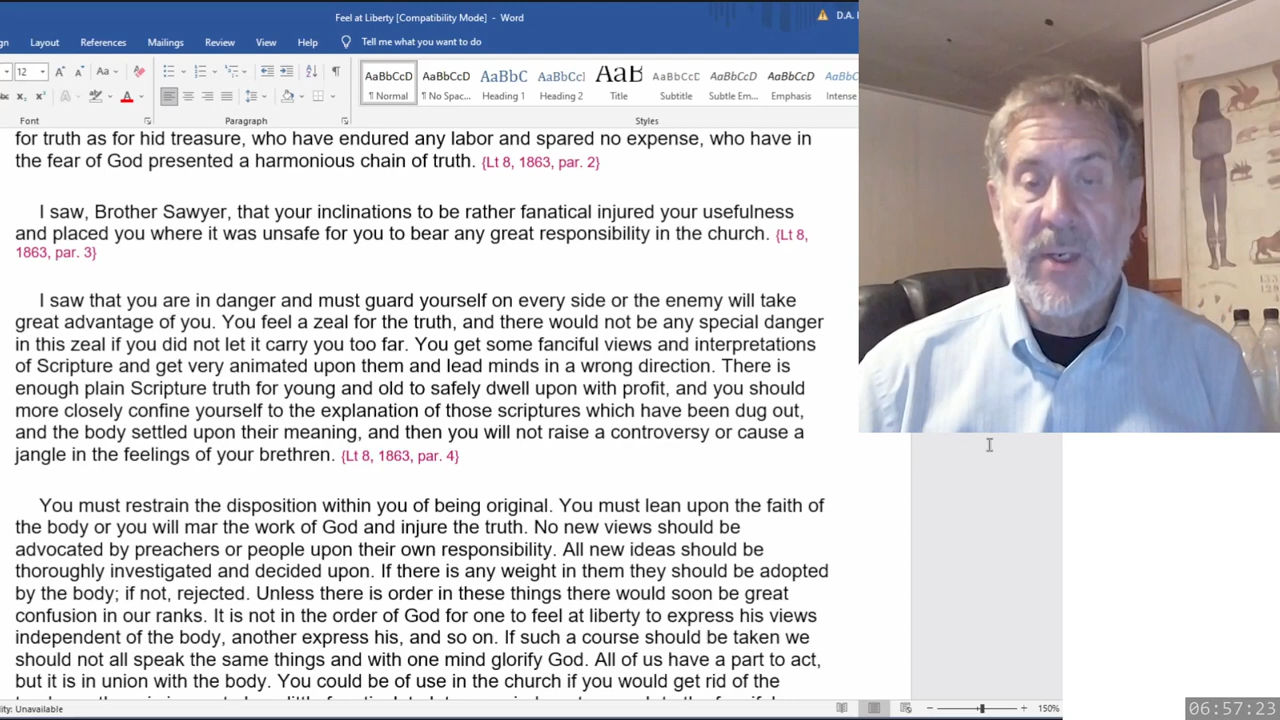 Feel at Liberty [Compatibility Mode] - Word
D.A.
gn Layout References Mailings Review View Help Tell me what you want to do
12 Aa
AaBbCcD AaBbCcD AaBbC AaBbCcI AaB AaBbCcD AaBbCcD AaBbCcD AaBbC
¶ Normal ¶ No Spac... Heading 1 Heading 2 Title Subtitle Subtle Em... Emphasis Intense
Font Paragraph Styles
for truth as for hid treasure, who have endured any labor and spared no expense, who have in
the fear of God presented a harmonious chain of truth. {Lt 8, 1863, par. 2}
I saw, Brother Sawyer, that your inclinations to be rather fanatical injured your usefulness
and placed you where it was unsafe for you to bear any great responsibility in the church. {Lt 8,
1863, par. 3}
I saw that you are in danger and must guard yourself on every side or the enemy will take
great advantage of you. You feel a zeal for the truth, and there would not be any special danger
in this zeal if you did not let it carry you too far. You get some fanciful views and interpretations
of Scripture and get very animated upon them and lead minds in a wrong direction. There is
enough plain Scripture truth for young and old to safely dwell upon with profit, and you should
more closely confine yourself to the explanation of those scriptures which have been dug out,
and the body settled upon their meaning, and then you will not raise a controversy or cause a
jangle in the feelings of your brethren. {Lt 8, 1863, par. 4}
You must restrain the disposition within you of being original. You must lean upon the faith of
the body or you will mar the work of God and injure the truth. No new views should be
advocated by preachers or people upon their own responsibility. All new ideas should be
thoroughly investigated and decided upon. If there is any weight in them they should be adopted
by the body; if not, rejected. Unless there is order in these things there would soon be great
confusion in our ranks. It is not in the order of God for one to feel at liberty to express his views
independent of the body, another express his, and so on. If such a course should be taken we
should not all speak the same things and with one mind glorify God. All of us have a part to act,
but it is in union with the body. You could be of use in the church if you would get rid of the
lity: Unavailable
150%
06:57:23